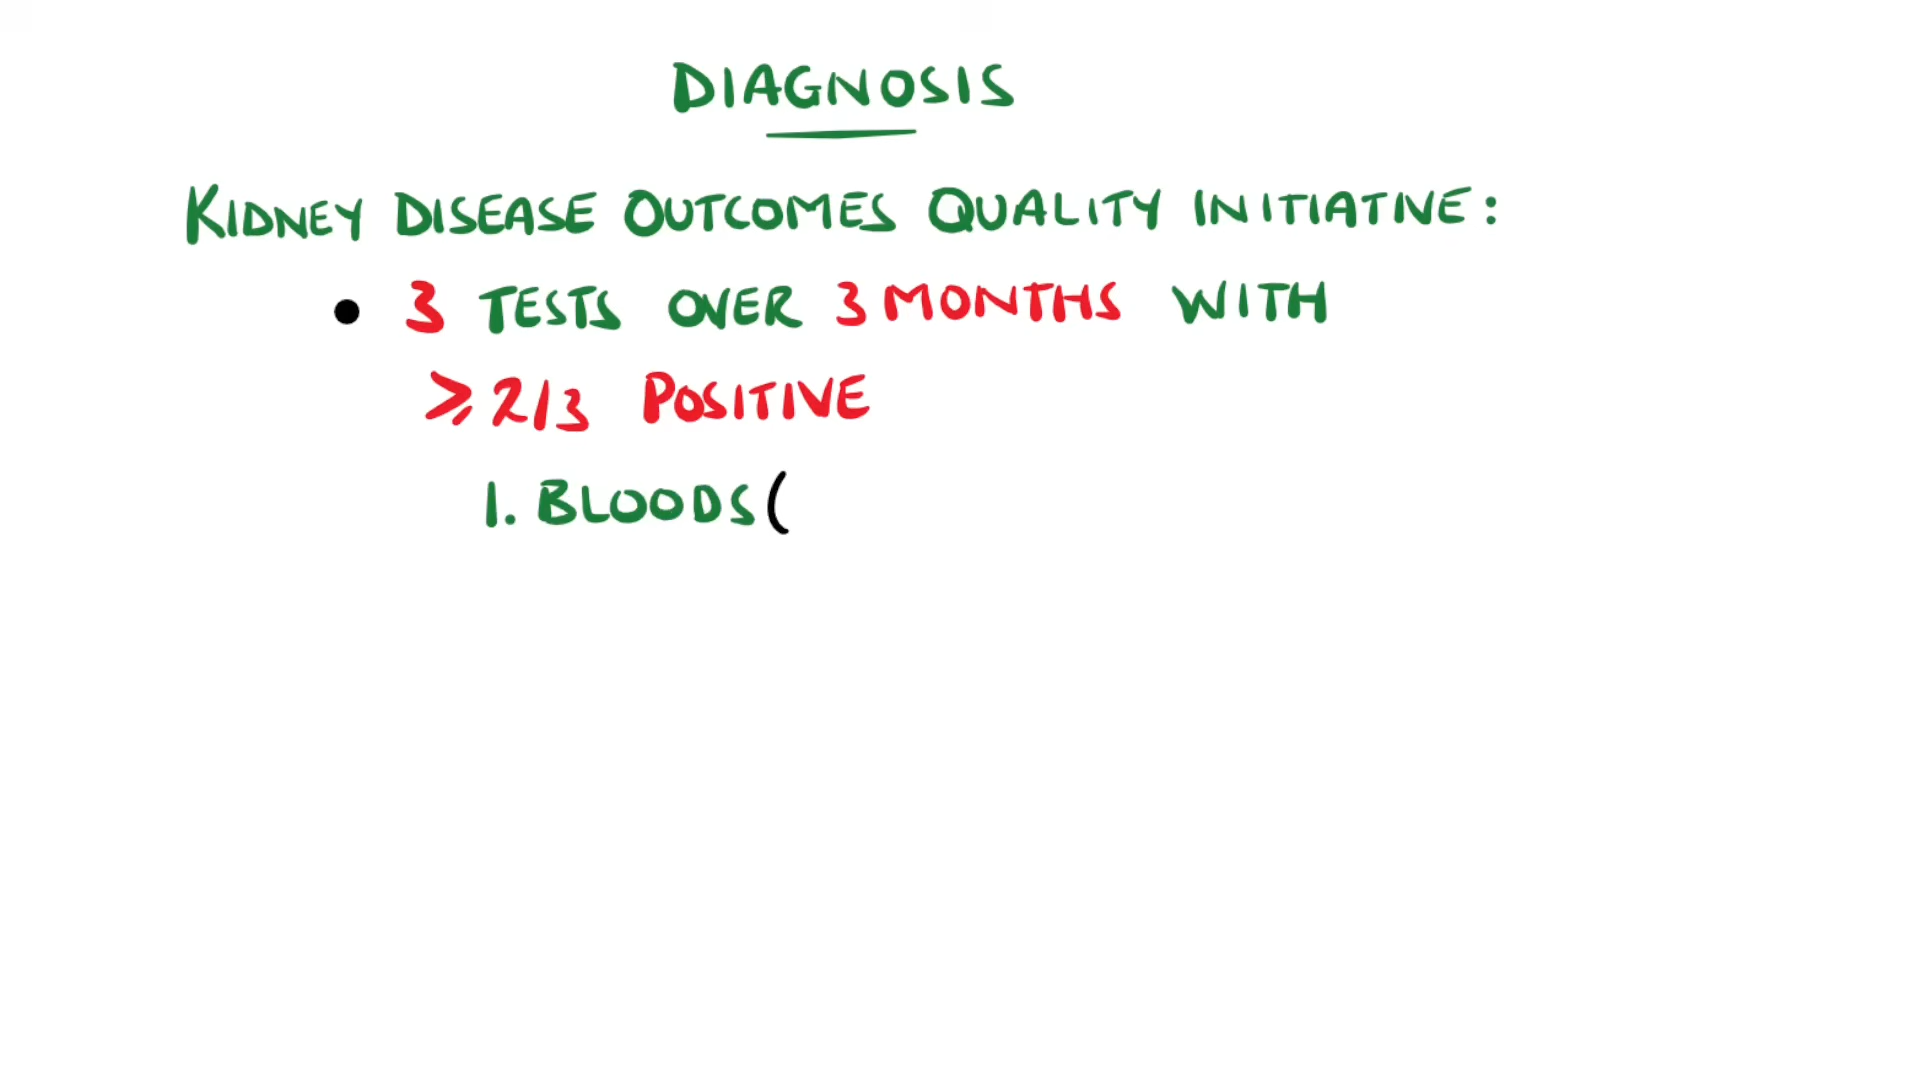 DIAGNOSIS
KIDNEY DISEASE OUTCOMES QUALITY INITIATIVE:
• 3 TESTS OVER 3 MONTHS WITH
⩾ 2/3 POSITIVE
1. BLOODS (